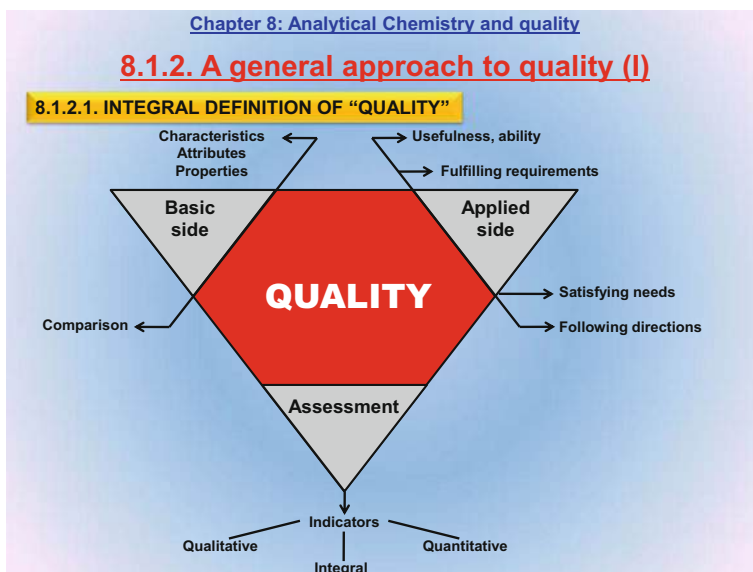 Chapter 8: Analytical Chemistry and quality
8.1.2. A general approach to quality (I)
8.1.2.1. INTEGRAL DEFINITION OF “QUALITY”
Characteristics
Attributes
Properties
Usefulness, ability
Fulfilling requirements
Basic
side
Applied
side
QUALITY
Satisfying needs
Comparison
Following directions
Assessment
Indicators
Qualitative
Quantitative
Integral